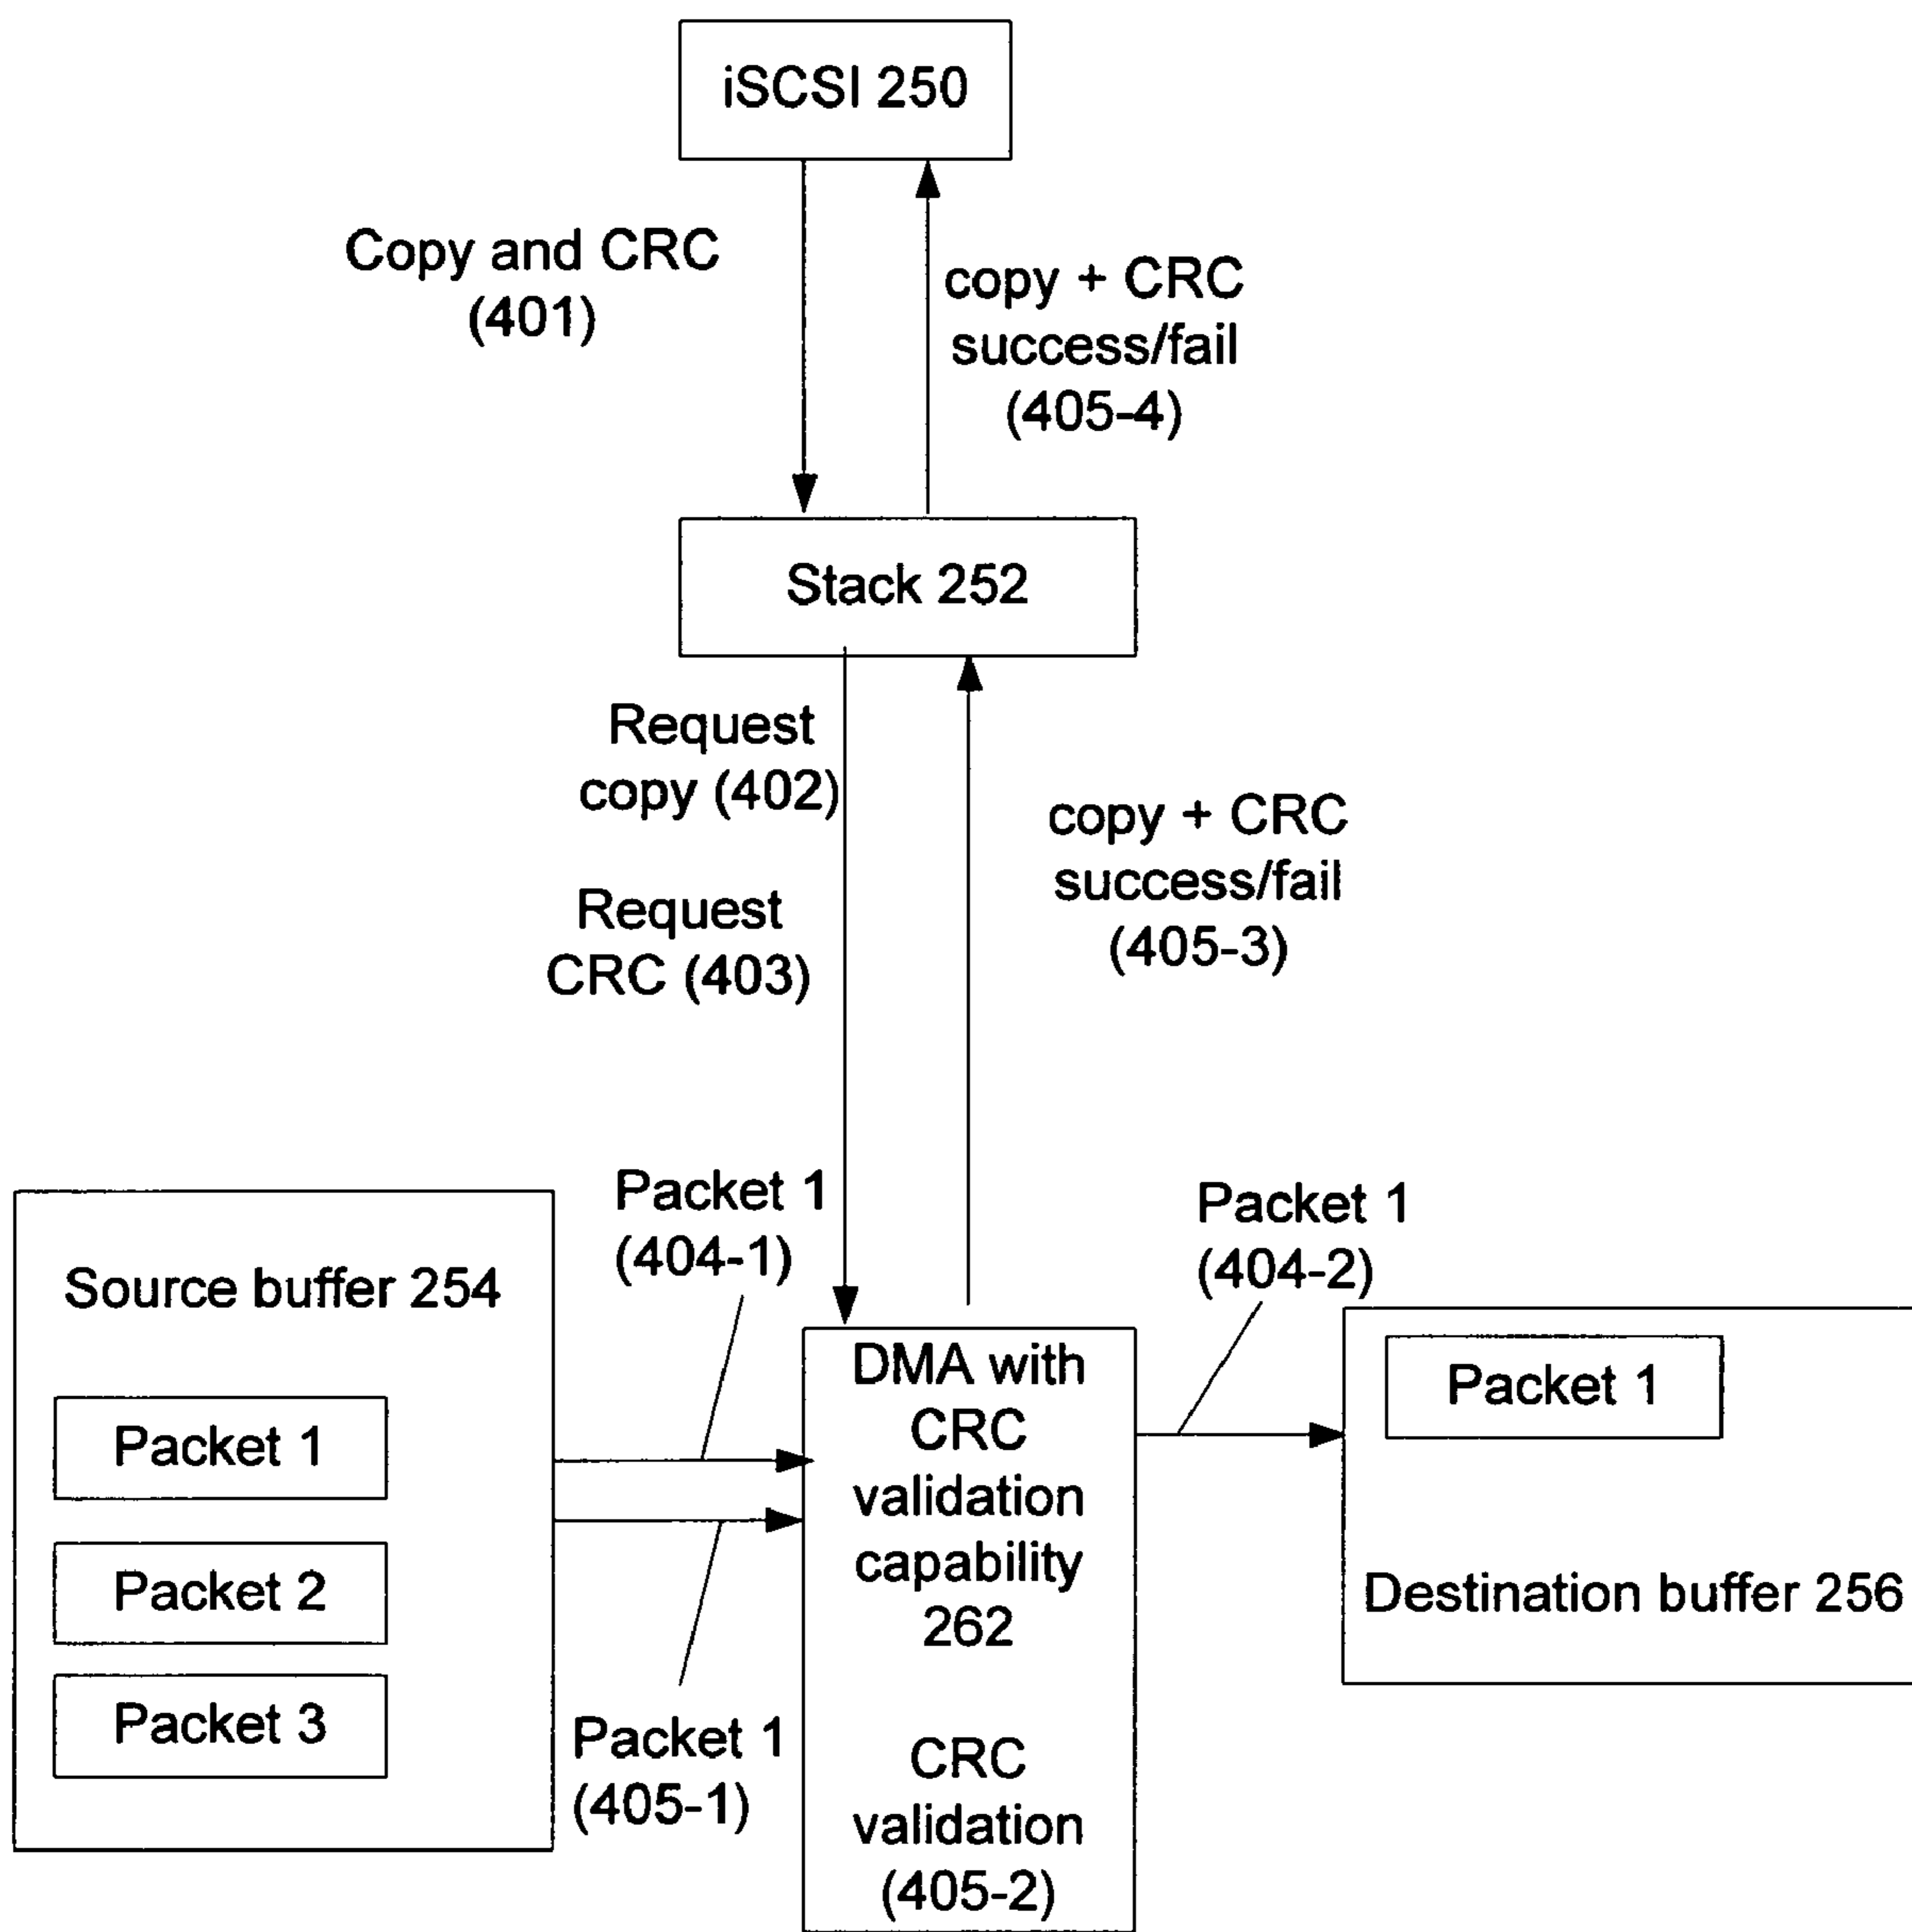 iSCSI 250
Copy and CRC
(401)
copy + CRC
success/fail
(405-4)
Stack 252
Request
copy (402)
Request
CRC (403)
copy + CRC
success/fail
(405-3)
Source buffer 254
Packet 1
Packet 2
Packet 3
Packet 1
(404-1)
Packet 1
(405-1)
DMA with
CRC
validation
capability
262
CRC
validation
(405-2)
Packet 1
(404-2)
Packet 1
Destination buffer 256